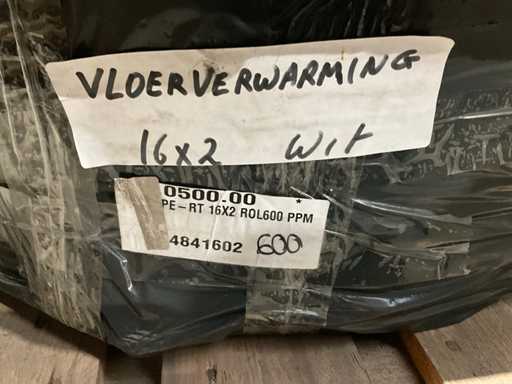 VLOERVERWARMING
16x2 Wit
0500.00 *
PE-RT 16X2 ROL600 PPM
4841602 600